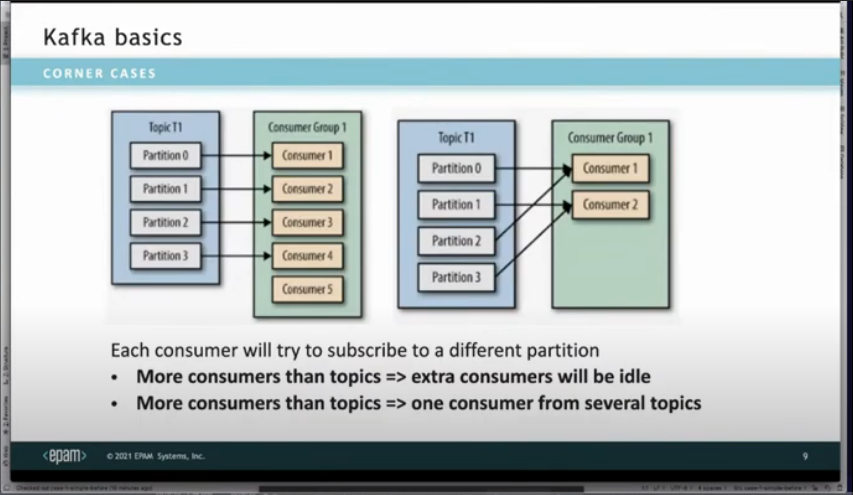 Kafka basics
CORNER CASES
Topic T1
Partition 0
Partition 1
Partition 2
Partition 3
Consumer Group 1
Consumer 1
Consumer 2
Consumer 3
Consumer 4
Consumer 5
Topic T1
Partition 0
Partition 1
Partition 2
Partition 3
Consumer Group 1
Consumer 1
Consumer 2
Each consumer will try to subscribe to a different partition
• More consumers than topics => extra consumers will be idle
• More consumers than topics => one consumer from several topics
<epam> © 2021 EPAM Systems, Inc. 9